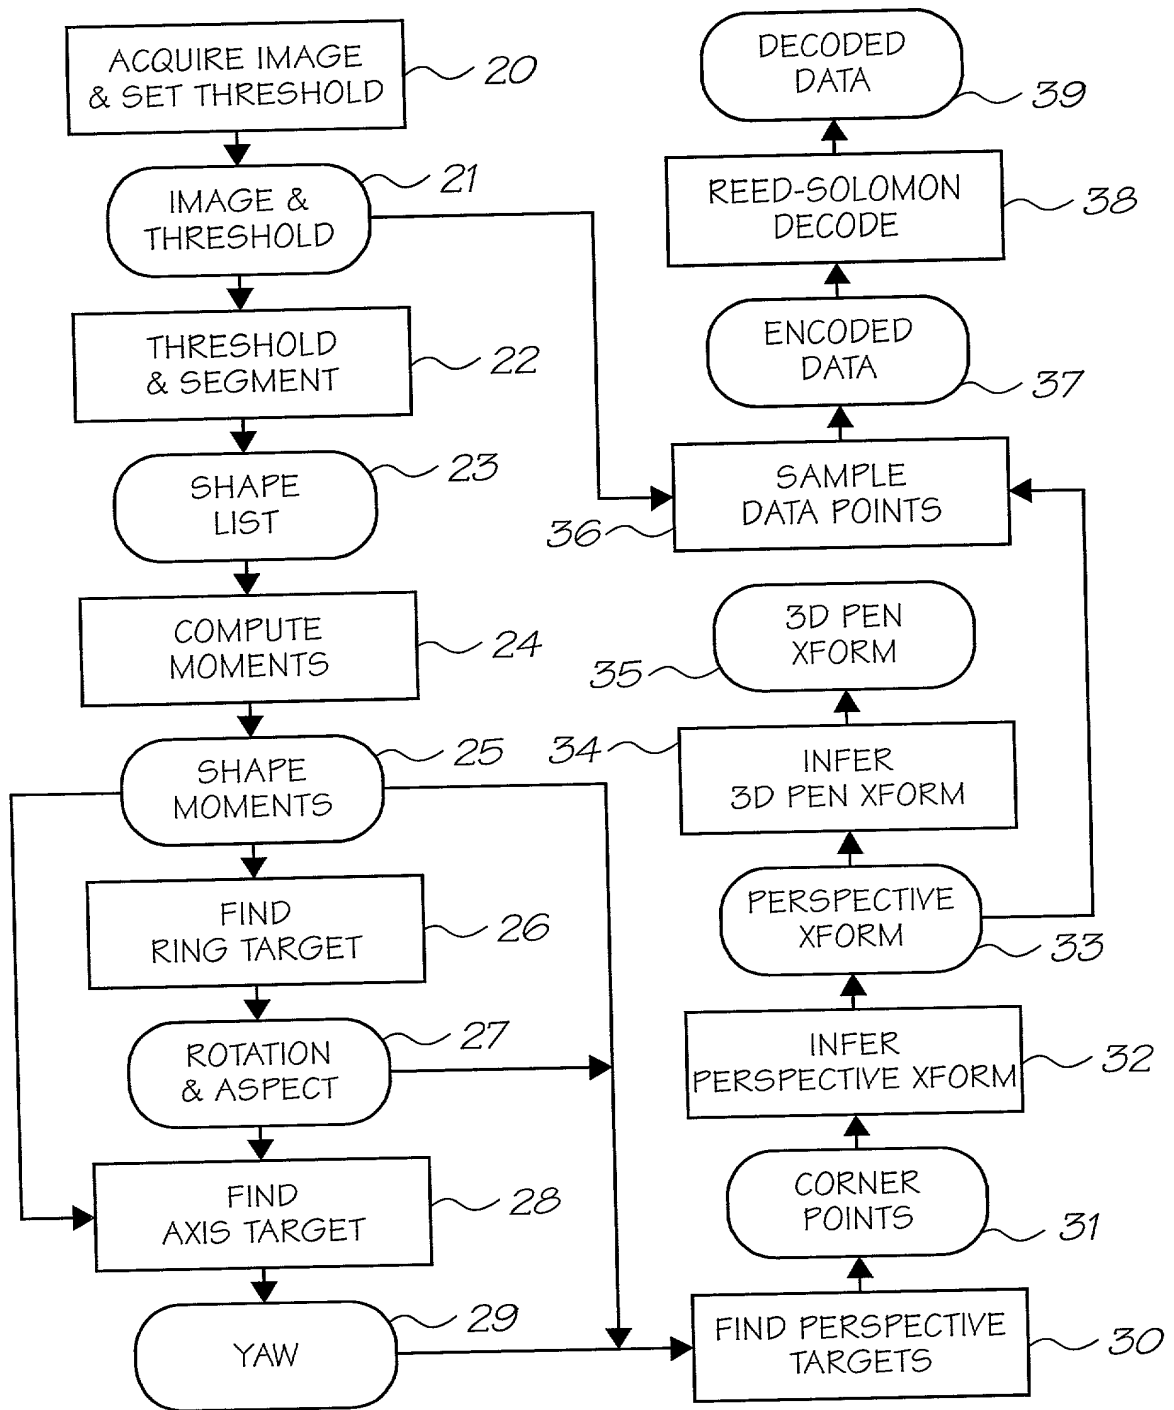 ACQUIRE IMAGE
& SET THRESHOLD
20
IMAGE &
THRESHOLD
21
THRESHOLD
& SEGMENT
22
SHAPE
LIST
23
COMPUTE
MOMENTS
24
SHAPE
MOMENTS
25
FIND
RING TARGET
26
ROTATION
& ASPECT
27
FIND
AXIS TARGET
28
YAW
29
FIND PERSPECTIVE
TARGETS
30
CORNER
POINTS
31
INFER
PERSPECTIVE XFORM
32
PERSPECTIVE
XFORM
33
INFER
3D PEN XFORM
34
3D PEN
XFORM
35
SAMPLE
DATA POINTS
36
ENCODED
DATA
37
REED-SOLOMON
DECODE
38
DECODED
DATA
39